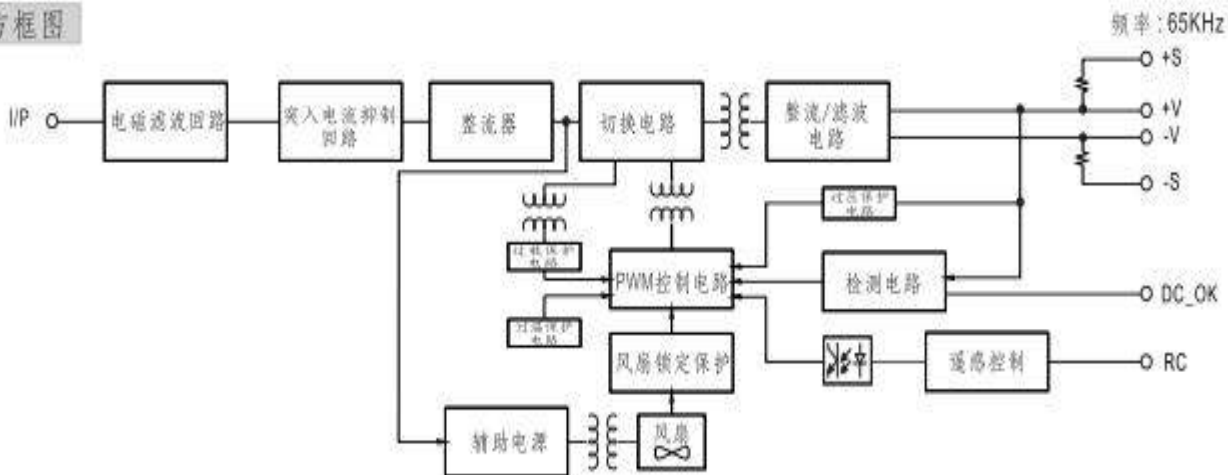 方框图
频率:65KHz
+S
I/P
电磁滤波回路
突入电流抑制
回路
整流器
切换电路
整流/滤波
电路
+V
-V
-S
过压保护
电路
过载保护
电路
PWM控制电路
检测电路
DC_OK
过温保护
电路
风扇锁定保护
遥感控制
RC
辅助电源
风扇